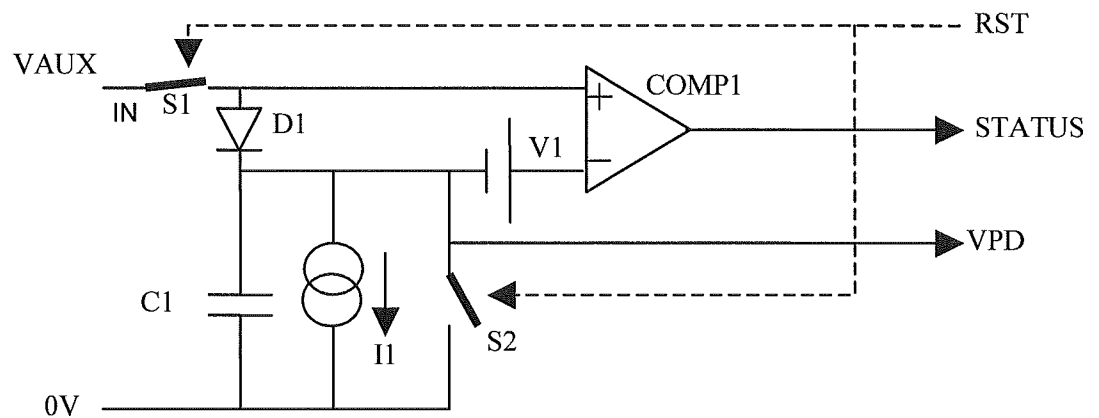 RST
VAUX
COMP1
IN
S1
+
D1
STATUS
V1
−
VPD
C1
S2
I1
0V